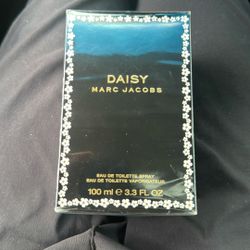 DAISY
MARC JACOBS
EAU DE TOILETTE SPRAY
EAU DE TOILETTE VAPORISATEUR
100 ml e 3.3 FL OZ